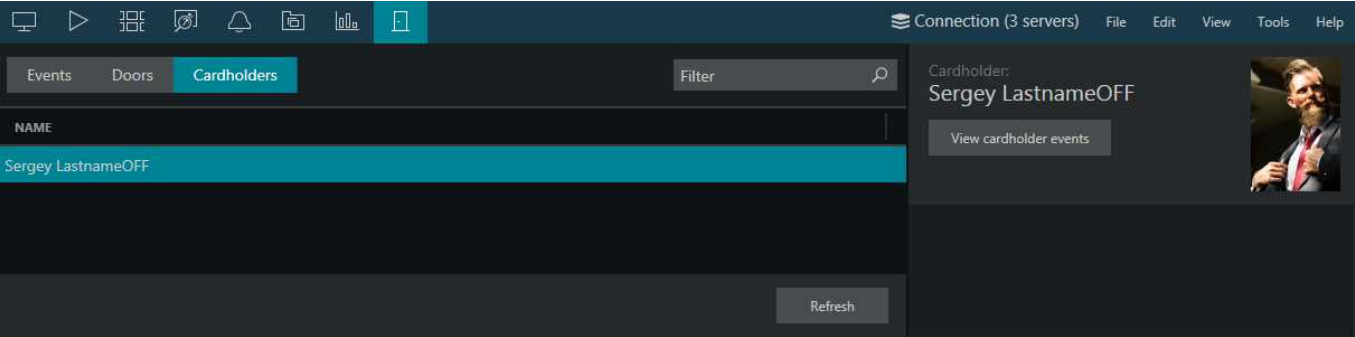 Connection (3 servers) File Edit View Tools Help
Events Doors Cardholders Filter
Cardholder:
Sergey LastnameOFF
View cardholder events
NAME
Sergey LastnameOFF
Refresh